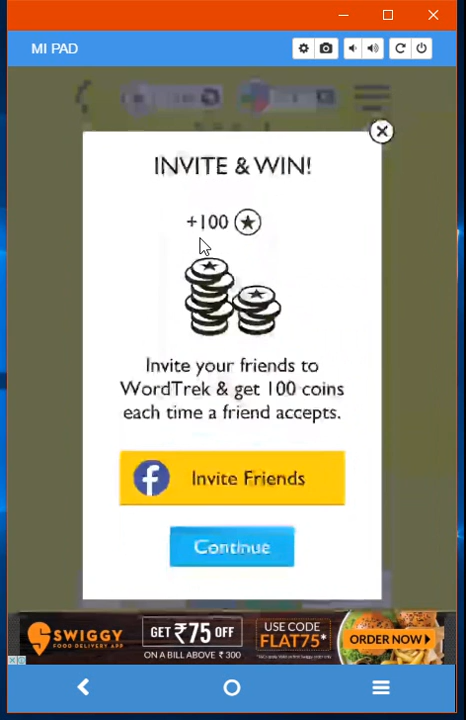 MI PAD
INVITE & WIN!
+100
Invite your friends to
WordTrek & get 100 coins
each time a friend accepts.
f Invite Friends
Continue
SWIGGY
FOOD DELIVERY APP
GET ₹75 OFF
ON A BILL ABOVE ₹ 300
USE CODE
FLAT75*
ORDER NOW